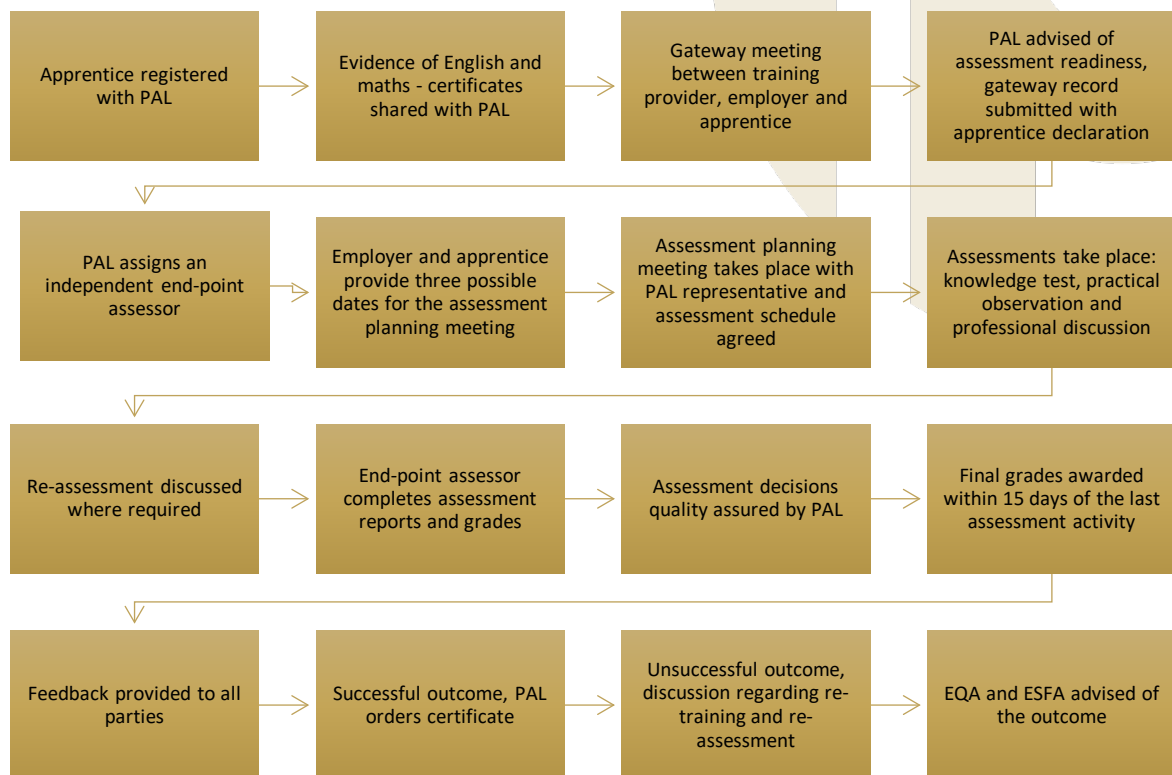 Apprentice registered
with PAL
Evidence of English and
maths - certificates
shared with PAL
Gateway meeting
between training
provider, employer and
apprentice
PAL advised of
assessment readiness,
gateway record
submitted with
apprentice declaration
PAL assigns an
independent end-point
assessor
Employer and apprentice
provide three possible
dates for the assessment
planning meeting
Assessment planning
meeting takes place with
PAL representative and
assessment schedule
agreed
Assessments take place:
knowledge test, practical
observation and
professional discussion
Re-assessment discussed
where required
End-point assessor
completes assessment
reports and grades
Assessment decisions
quality assured by PAL
Final grades awarded
within 15 days of the last
assessment activity
Feedback provided to all
parties
Successful outcome, PAL
orders certificate
Unsuccessful outcome,
discussion regarding re-
training and re-
assessment
EQA and ESFA advised of
the outcome